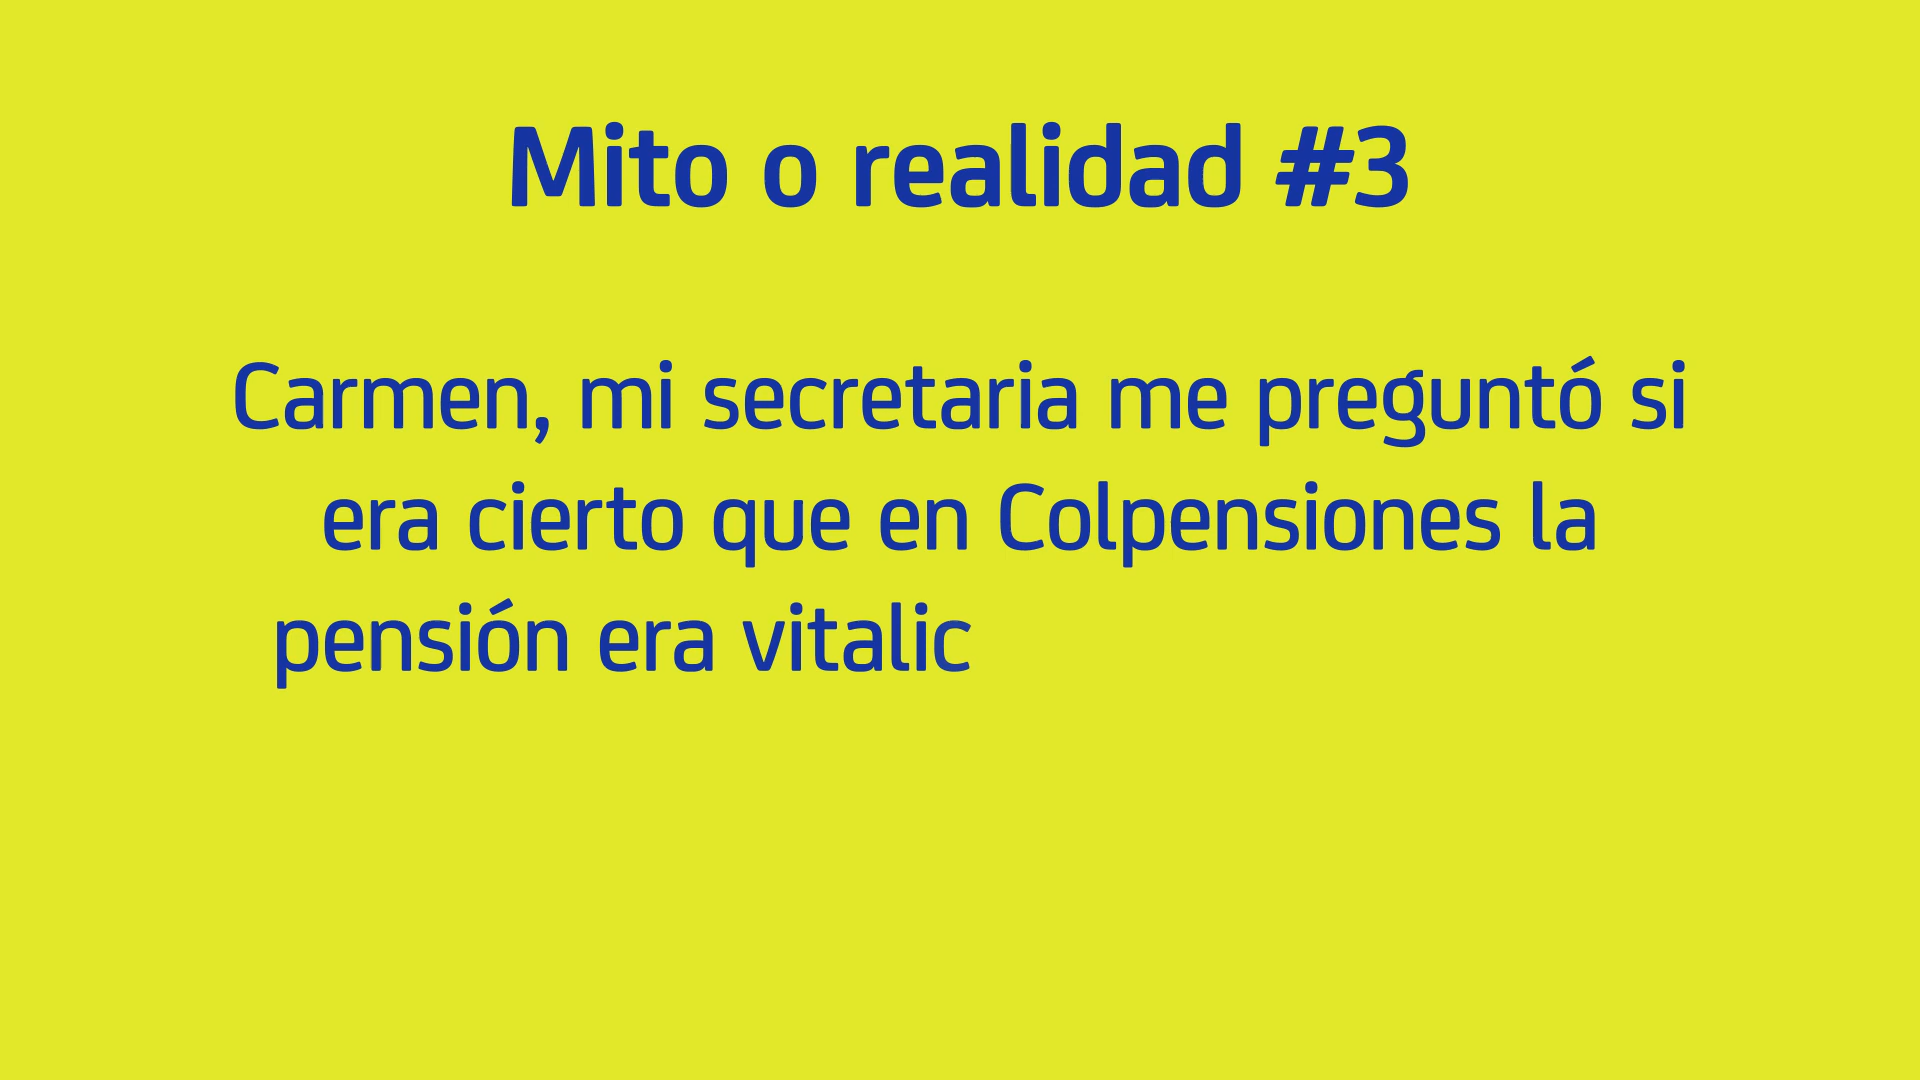 Mito o realidad #3
Carmen, mi secretaria me preguntó si
era cierto que en Colpensiones la
pensión era vitalic